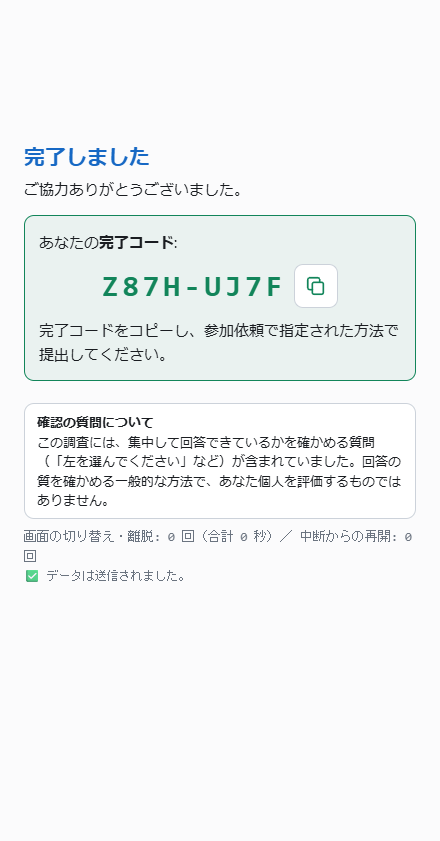 完了しました
ご協力ありがとうございました。
あなたの完了コード:
Z87H-UJ7F
完了コードをコピーし、参加依頼で指定された方法で
提出してください。
確認の質問について
この調査には、集中して回答できているかを確かめる質問
(「左を選んでください」など)が含まれていました。回答の
質を確かめる一般的な方法で、あなた個人を評価するものでは
ありません。
画面の切り替え・離脱: 0 回(合計 0 秒)/ 中断からの再開: 0
回
✅ データは送信されました。